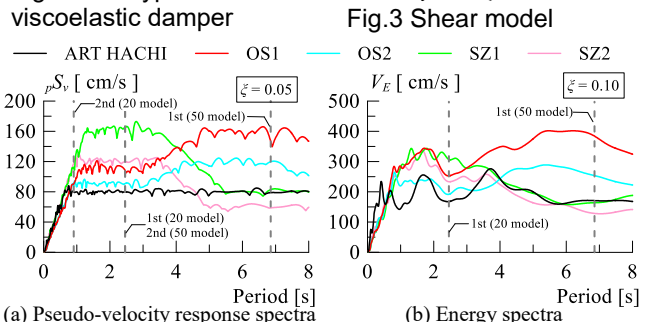 viscoelastic damper
Fig.3 Shear model
ART HACHI OS1 OS2 SZ1 SZ2
pSv [ cm/s ]
ξ = 0.05
2nd (20 model)
1st (50 model)
200
160
120
80
40
0
1st (20 model)
2nd (50 model)
0 2 4 6 8
Period [s]
(a) Pseudo-velocity response spectra
VE [ cm/s ]
ξ = 0.10
1st (50 model)
500
400
300
200
100
0
1st (20 model)
0 2 4 6 8
Period [s]
(b) Energy spectra